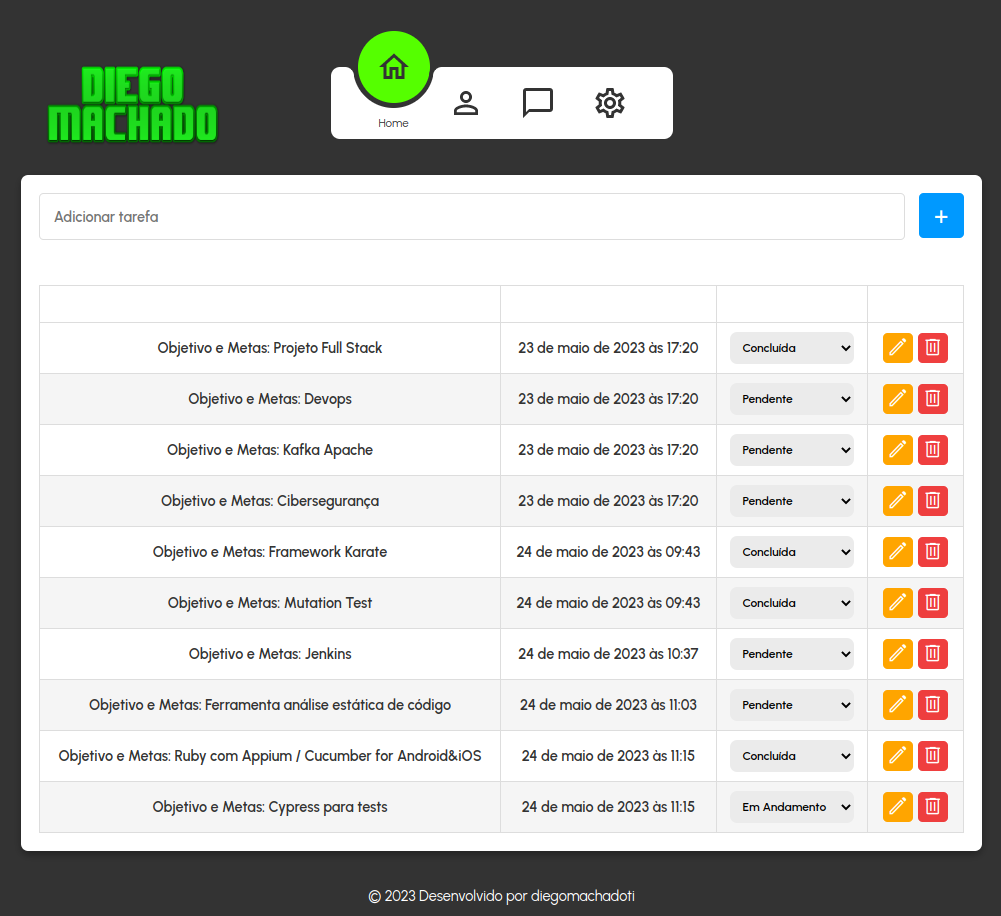 DIEGO
MACHADO
Home
Adicionar tarefa
+
Objetivo e Metas: Projeto Full Stack 23 de maio de 2023 às 17:20 Concluída
Objetivo e Metas: Devops 23 de maio de 2023 às 17:20 Pendente
Objetivo e Metas: Kafka Apache 23 de maio de 2023 às 17:20 Pendente
Objetivo e Metas: Cibersegurança 23 de maio de 2023 às 17:20 Pendente
Objetivo e Metas: Framework Karate 24 de maio de 2023 às 09:43 Concluída
Objetivo e Metas: Mutation Test 24 de maio de 2023 às 09:43 Concluída
Objetivo e Metas: Jenkins 24 de maio de 2023 às 10:37 Pendente
Objetivo e Metas: Ferramenta análise estática de código 24 de maio de 2023 às 11:03 Pendente
Objetivo e Metas: Ruby com Appium / Cucumber for Android&iOS 24 de maio de 2023 às 11:15 Concluída
Objetivo e Metas: Cypress para tests 24 de maio de 2023 às 11:15 Em Andamento
© 2023 Desenvolvido por diegomachadoti